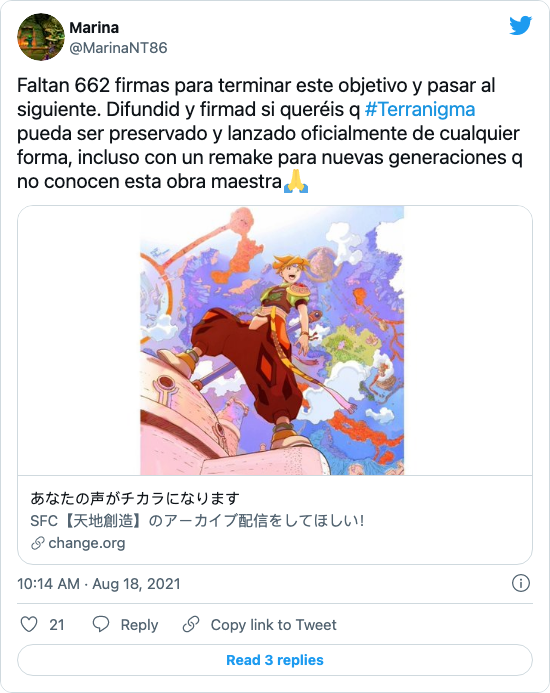 Marina
@MarinaNT86
Faltan 662 firmas para terminar este objetivo y pasar al
siguiente. Difundid y firmad si queréis q #Terranigma
pueda ser preservado y lanzado oficialmente de cualquier
forma, incluso con un remake para nuevas generaciones q
no conocen esta obra maestra🙏
あなたの声がチカラになります
SFC【天地創造】のアーカイブ配信をしてほしい！
change.org
10:14 AM · Aug 18, 2021
21 Reply Copy link to Tweet
Read 3 replies